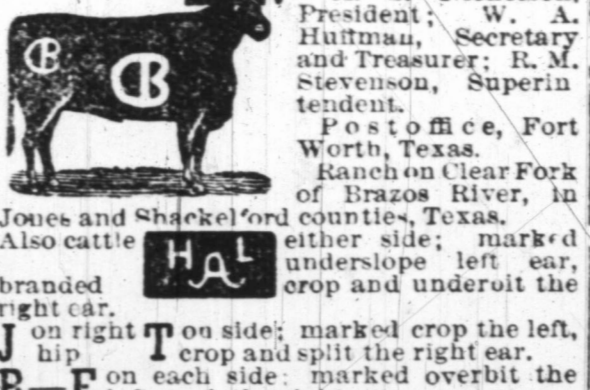 President; W. A.
Huffman, Secretary
and Treasurer; R. M.
Stevenson, Superin
tendent.
CB
CB
Postoffice, Fort
Worth, Texas.
Ranch on Clear Fork
of Brazos River, in
Jones and Shackelford counties, Texas.
Also cattle HAL either side; marked
underslope left ear,
branded crop and underbit the
right ear.
J on right T on side; marked crop the left,
hip crop and split the right ear.
on each side: marked overbit the